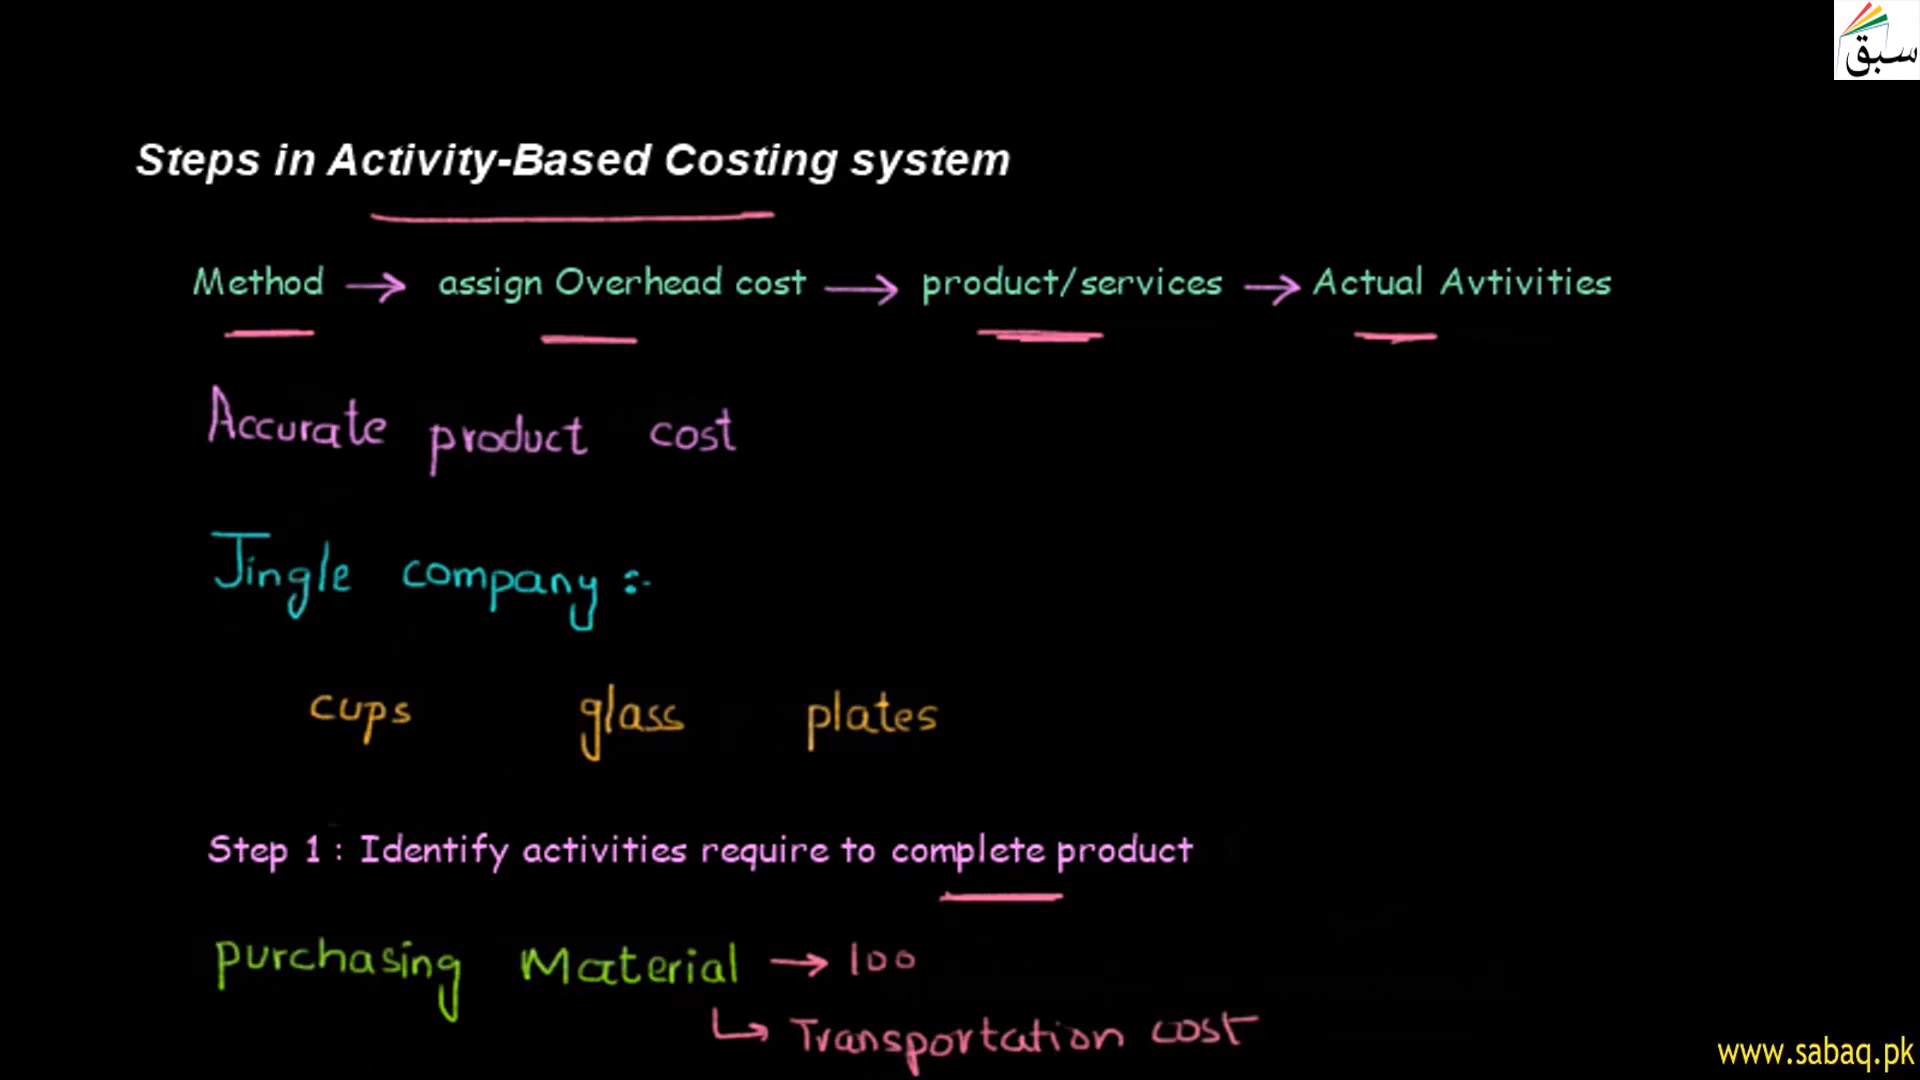 سبق
Steps in Activity-Based Costing system
Method → assign Overhead cost → product/services → Actual Avtivities
Accurate product cost
Jingle company :-
cups glass plates
Step 1 : Identify activities require to complete product
purchasing Material → 100
↳ Transportation cost
www.sabaq.pk